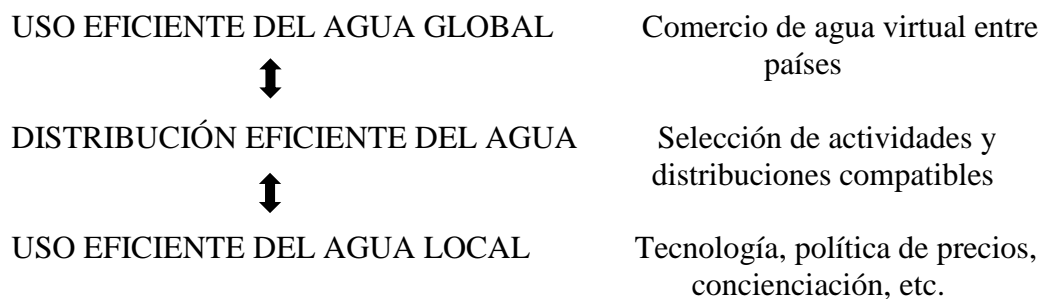 USO EFICIENTE DEL AGUA GLOBAL Comercio de agua virtual entre
países
DISTRIBUCIÓN EFICIENTE DEL AGUA Selección de actividades y
distribuciones compatibles
USO EFICIENTE DEL AGUA LOCAL Tecnología, política de precios,
concienciación, etc.